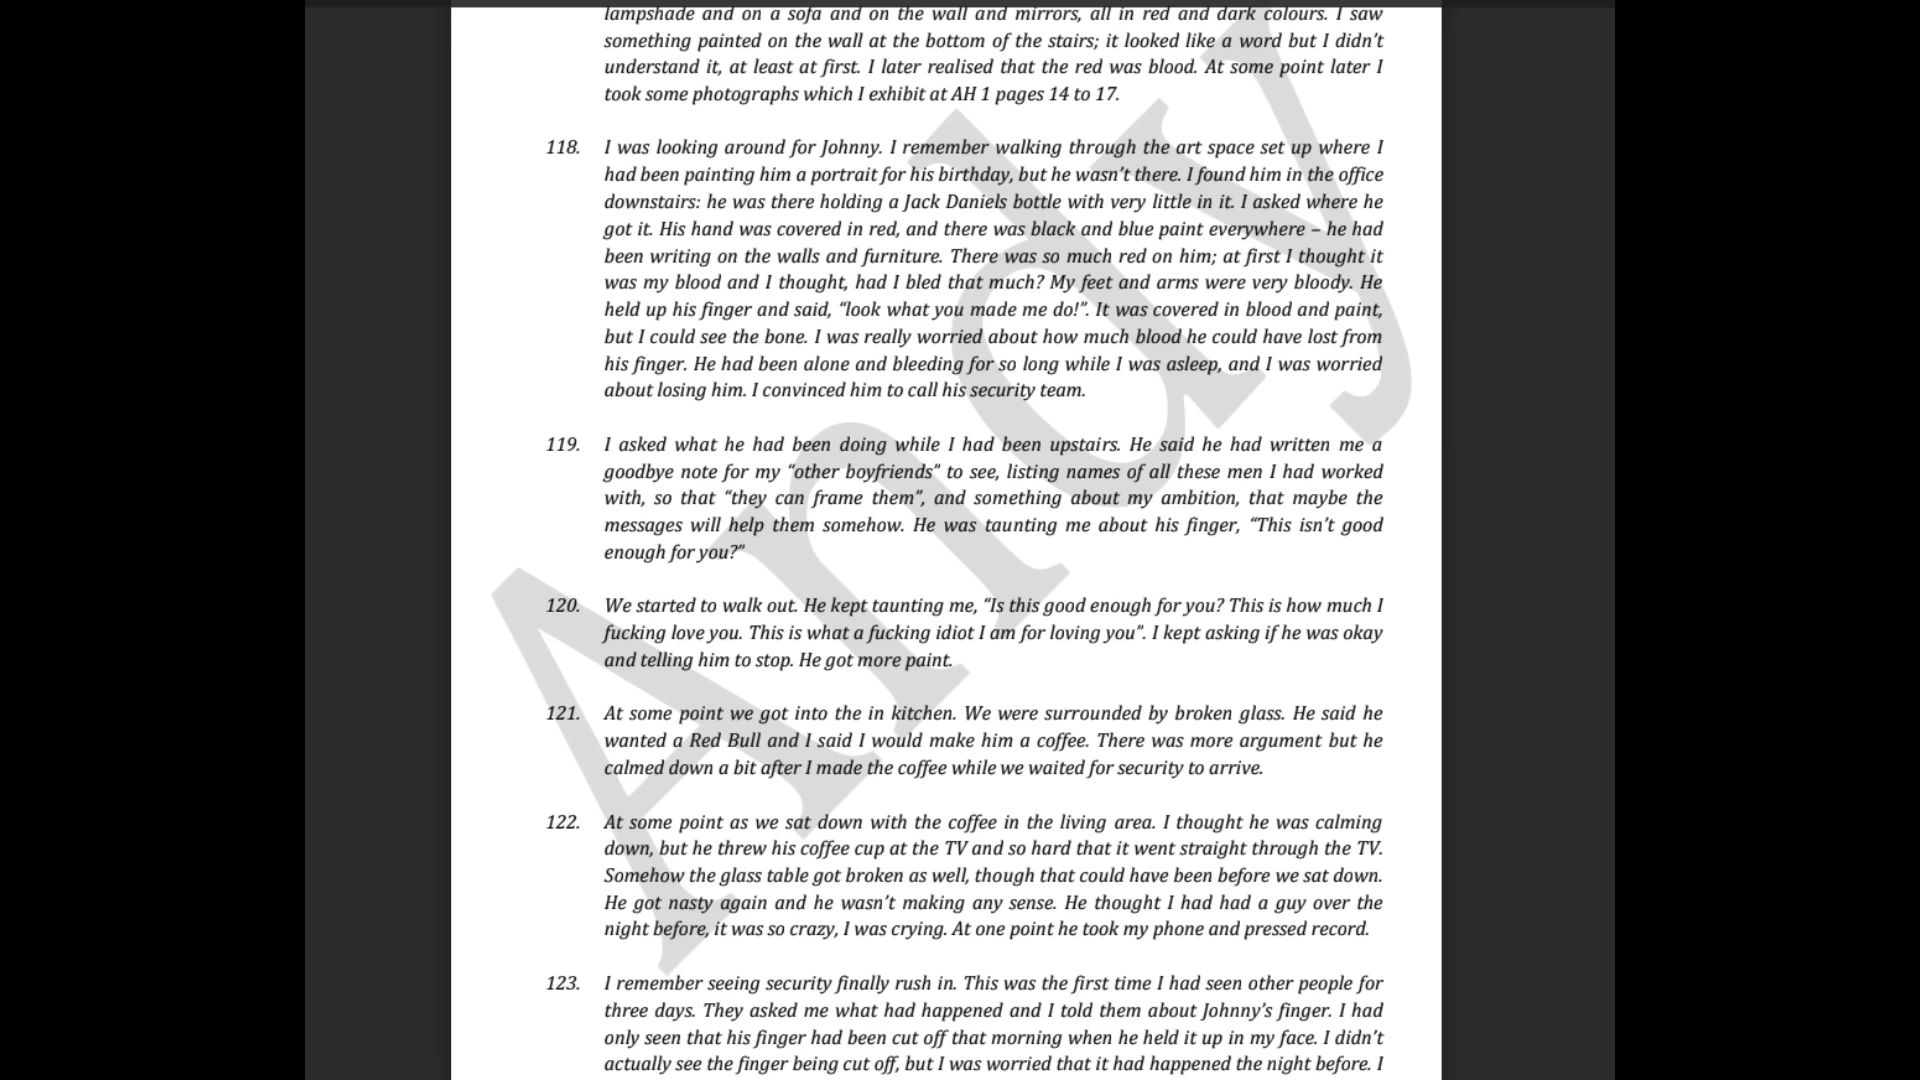 lampshade and on a sofa and on the wall and mirrors, all in red and dark colours. I saw
something painted on the wall at the bottom of the stairs; it looked like a word but I didn’t
understand it, at least at first. I later realised that the red was blood. At some point later I
took some photographs which I exhibit at AH 1 pages 14 to 17.
118. I was looking around for Johnny. I remember walking through the art space set up where I
had been painting him a portrait for his birthday, but he wasn’t there. I found him in the office
downstairs: he was there holding a Jack Daniels bottle with very little in it. I asked where he
got it. His hand was covered in red, and there was black and blue paint everywhere – he had
been writing on the walls and furniture. There was so much red on him; at first I thought it
was my blood and I thought, had I bled that much? My feet and arms were very bloody. He
held up his finger and said, “look what you made me do!”. It was covered in blood and paint,
but I could see the bone. I was really worried about how much blood he could have lost from
his finger. He had been alone and bleeding for so long while I was asleep, and I was worried
about losing him. I convinced him to call his security team.
119. I asked what he had been doing while I had been upstairs. He said he had written me a
goodbye note for my “other boyfriends” to see, listing names of all these men I had worked
with, so that “they can frame them”, and something about my ambition, that maybe the
messages will help them somehow. He was taunting me about his finger, “This isn’t good
enough for you?”
120. We started to walk out. He kept taunting me, “Is this good enough for you? This is how much I
fucking love you. This is what a fucking idiot I am for loving you”. I kept asking if he was okay
and telling him to stop. He got more paint.
121. At some point we got into the in kitchen. We were surrounded by broken glass. He said he
wanted a Red Bull and I said I would make him a coffee. There was more argument but he
calmed down a bit after I made the coffee while we waited for security to arrive.
122. At some point as we sat down with the coffee in the living area. I thought he was calming
down, but he threw his coffee cup at the TV and so hard that it went straight through the TV.
Somehow the glass table got broken as well, though that could have been before we sat down.
He got nasty again and he wasn’t making any sense. He thought I had had a guy over the
night before, it was so crazy, I was crying. At one point he took my phone and pressed record.
123. I remember seeing security finally rush in. This was the first time I had seen other people for
three days. They asked me what had happened and I told them about Johnny’s finger. I had
only seen that his finger had been cut off that morning when he held it up in my face. I didn’t
actually see the finger being cut off, but I was worried that it had happened the night before. I
Andy